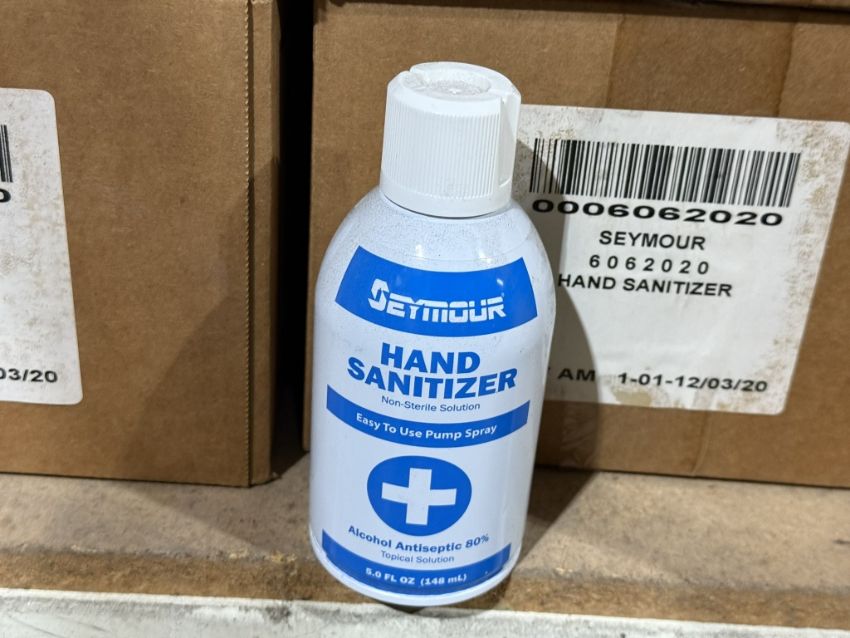 SEYMOUR
HAND
SANITIZER
Non-Sterile Solution
Easy To Use Pump Spray
Alcohol Antiseptic 80%
Topical Solution
5.0 FL OZ (148 mL)
0006062020
SEYMOUR
6062020
HAND SANITIZER
AM 1-01-12/03/20
03/20